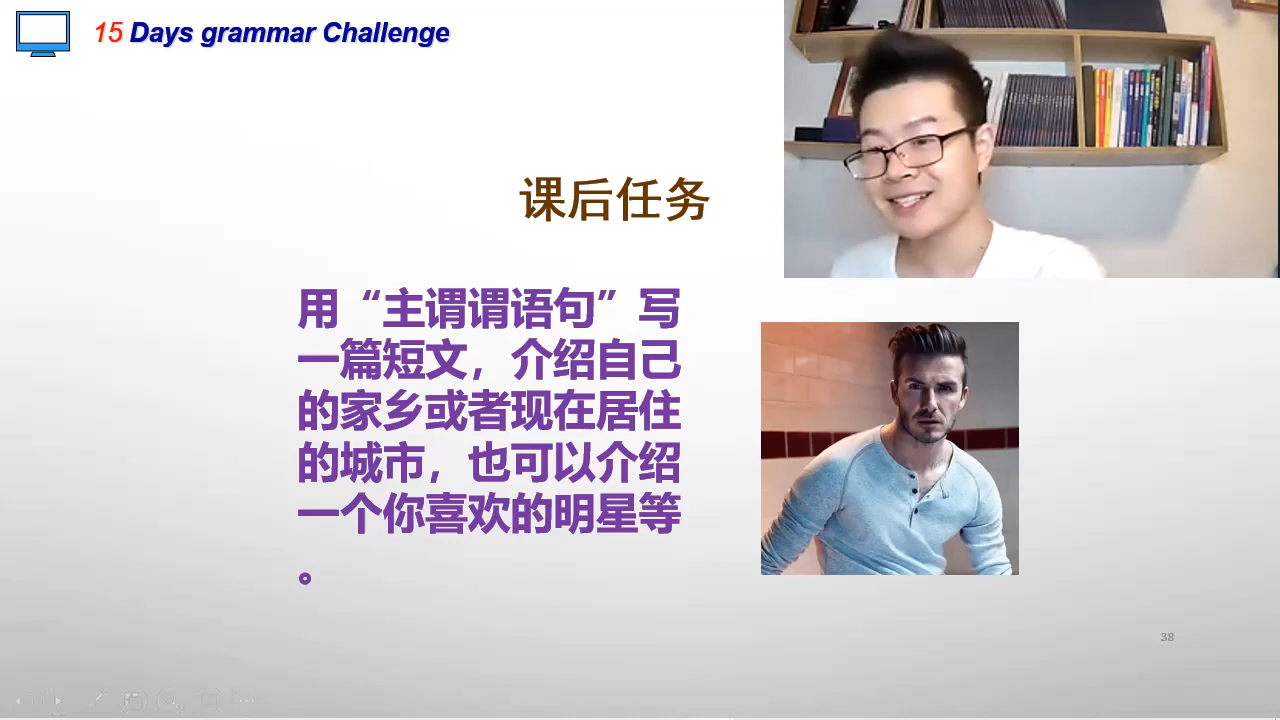 15 Days grammar Challenge
课后任务
用“主谓谓语句”写
一篇短文，介绍自己
的家乡或者现在居住
的城市，也可以介绍
一个你喜欢的明星等
。
38